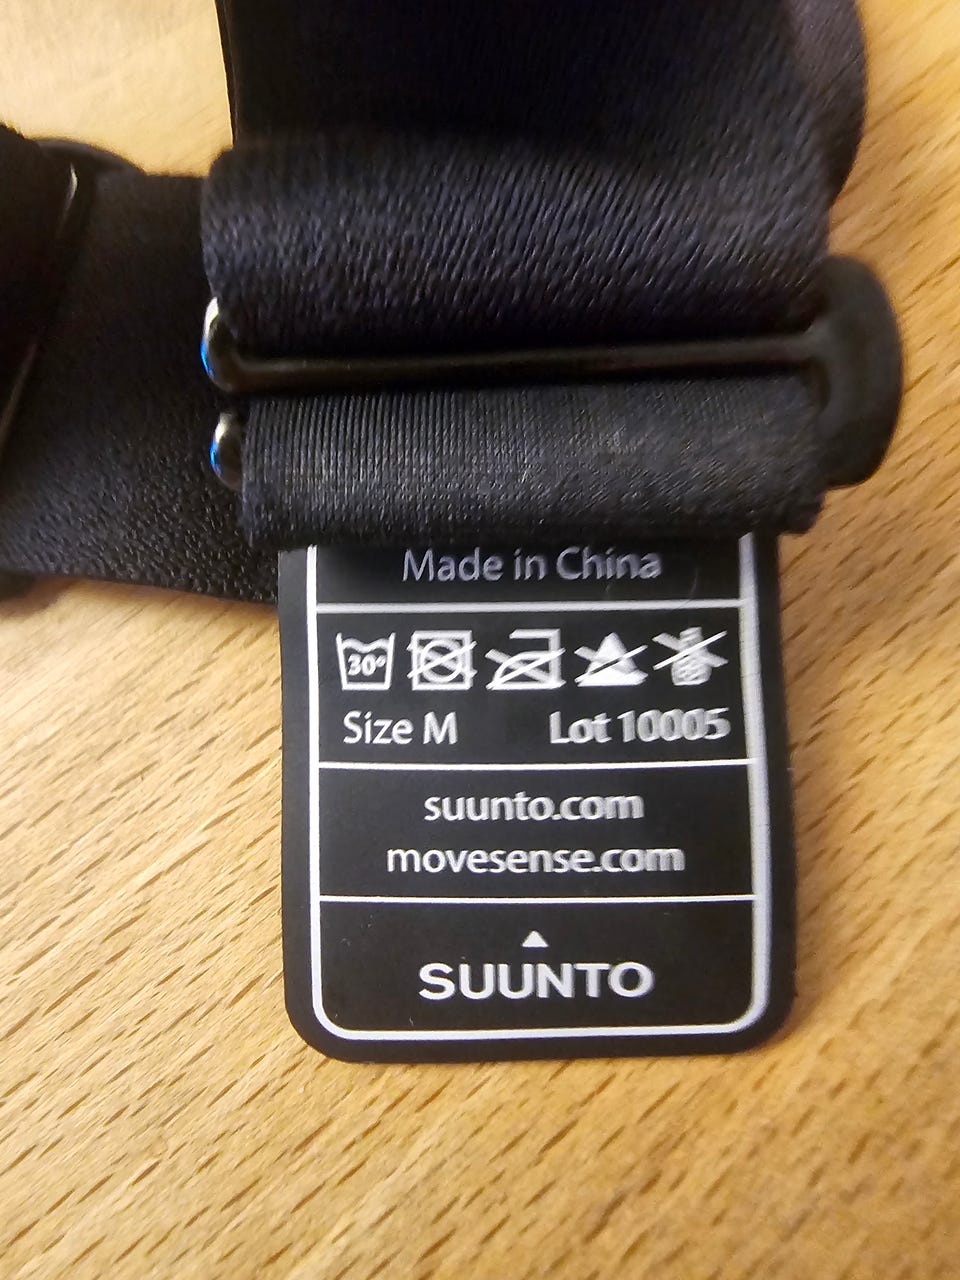 Made in China
30°
Size M Lot 10005
suunto.com
movesense.com
SUUNTO